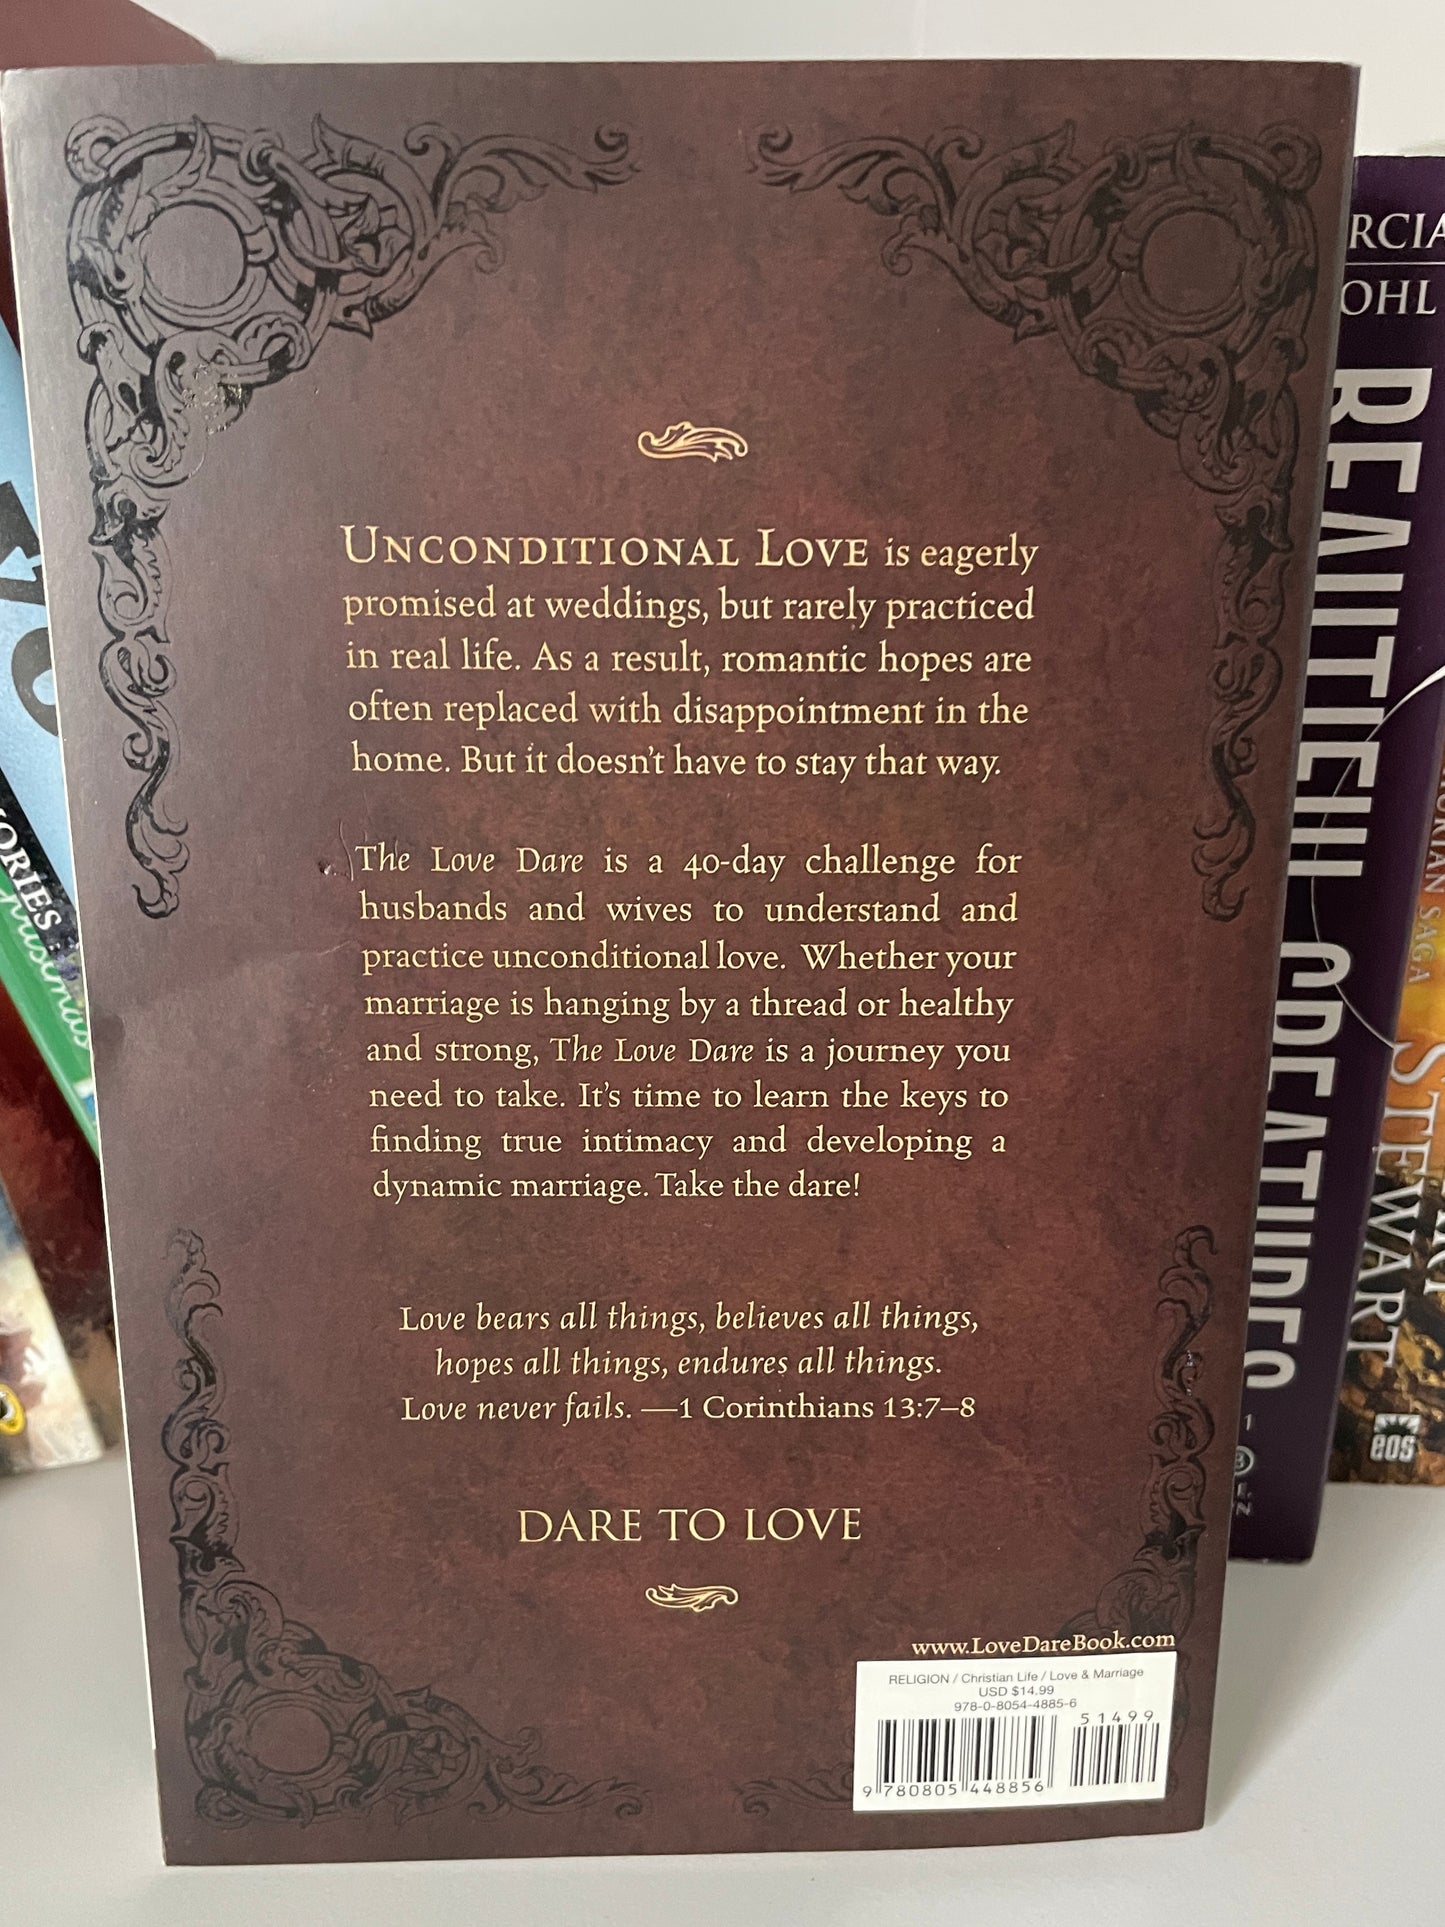 UNCONDITIONAL LOVE is eagerly
promised at weddings, but rarely practiced
in real life. As a result, romantic hopes are
often replaced with disappointment in the
home. But it doesn't have to stay that way.
The Love Dare is a 40-day challenge for
husbands and wives to understand and
practice unconditional love. Whether your
marriage is hanging by a thread or healthy
and strong, The Love Dare is a journey you
need to take. It's time to learn the keys to
finding true intimacy and developing a
dynamic marriage. Take the dare!
Love bears all things, believes all things,
hopes all things, endures all things.
Love never fails. —1 Corinthians 13:7–8
DARE TO LOVE
www.LoveDareBook.com
RELIGION / Christian Life / Love & Marriage
USD $14.99
978-0-8054-4885-6
51499
9 780805 448856
RCIA
OHL
BEAUTIFUL CREATURES
1
SAGA
STEWART
eos
ORIES